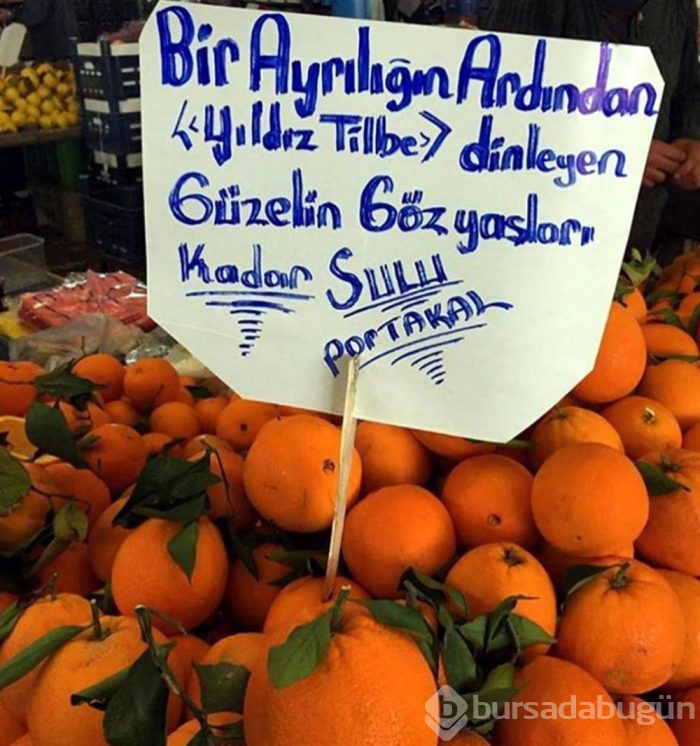 Bir Ayrılığın Ardından
<<Yıldız Tilbe>> dinleyen
Güzelin Göz yaşları
Kadar SULU
PORTAKAL
bursadabugün